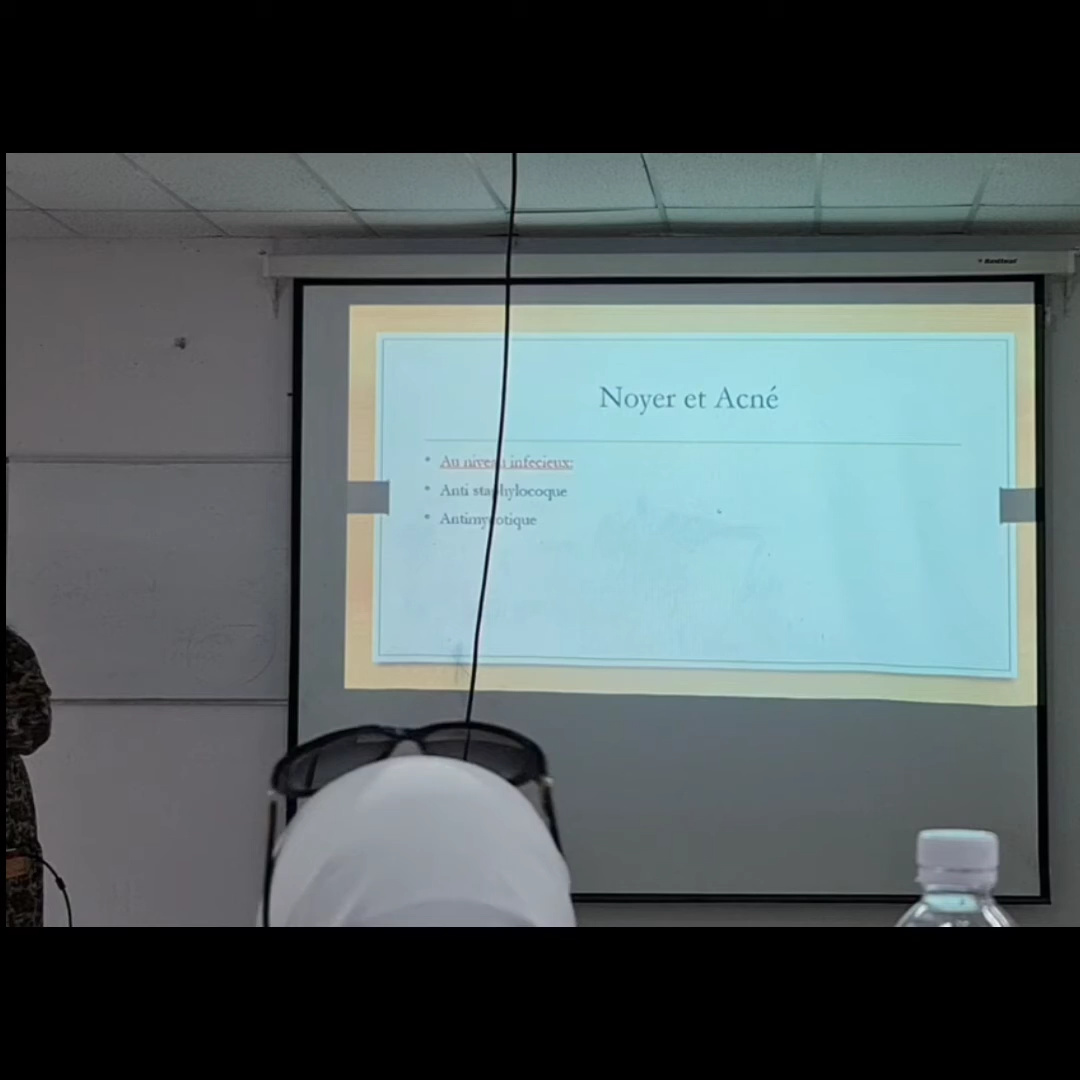 Noyer et Acné
Au niveau infecieux:
Anti staphylocoque
Antimycotique